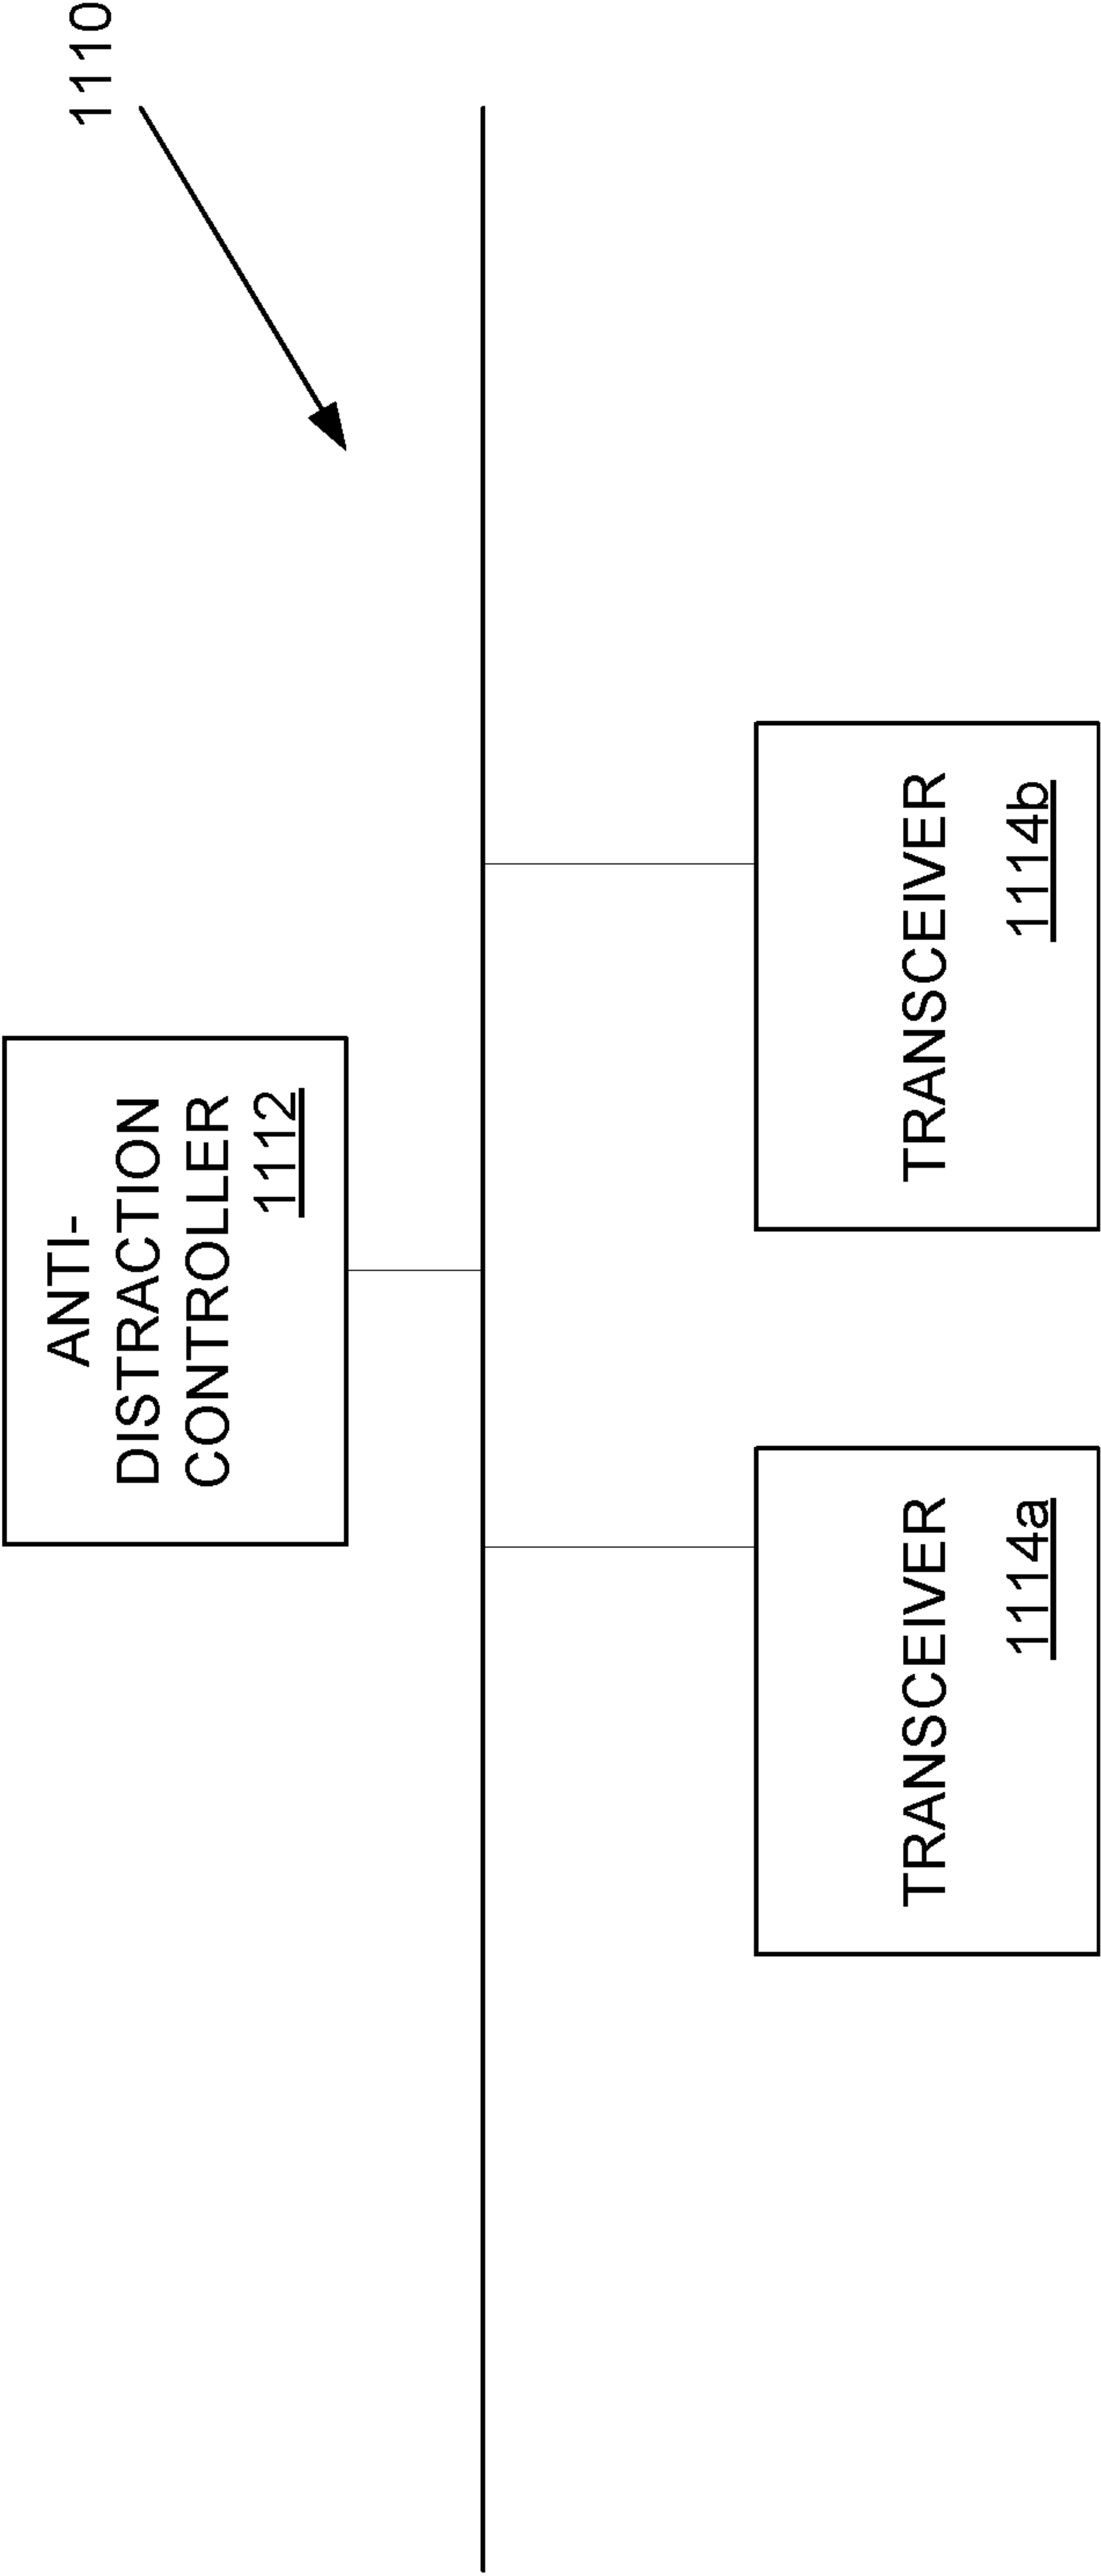 1110
ANTI-
DISTRACTION
CONTROLLER
1112
TRANSCEIVER
1114a
TRANSCEIVER
1114b